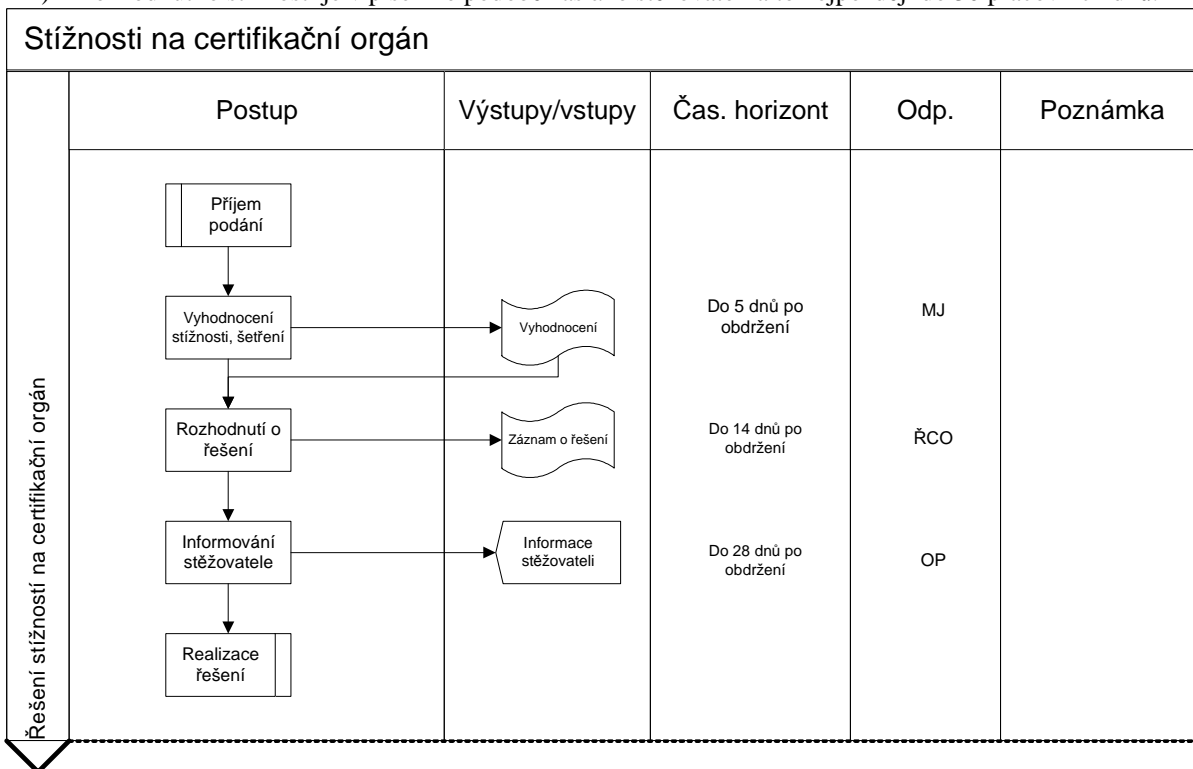 Stížnosti na certifikační orgán
Postup
Výstupy/vstupy
Čas. horizont
Odp.
Poznámka
Řešení stížností na certifikační orgán
Příjem
podání
Vyhodnocení
stížnosti, šetření
Vyhodnocení
Do 5 dnů po
obdržení
MJ
Rozhodnutí o
řešení
Záznam o řešení
Do 14 dnů po
obdržení
ŘCO
Informování
stěžovatele
Informace
stěžovateli
Do 28 dnů po
obdržení
OP
Realizace
řešení